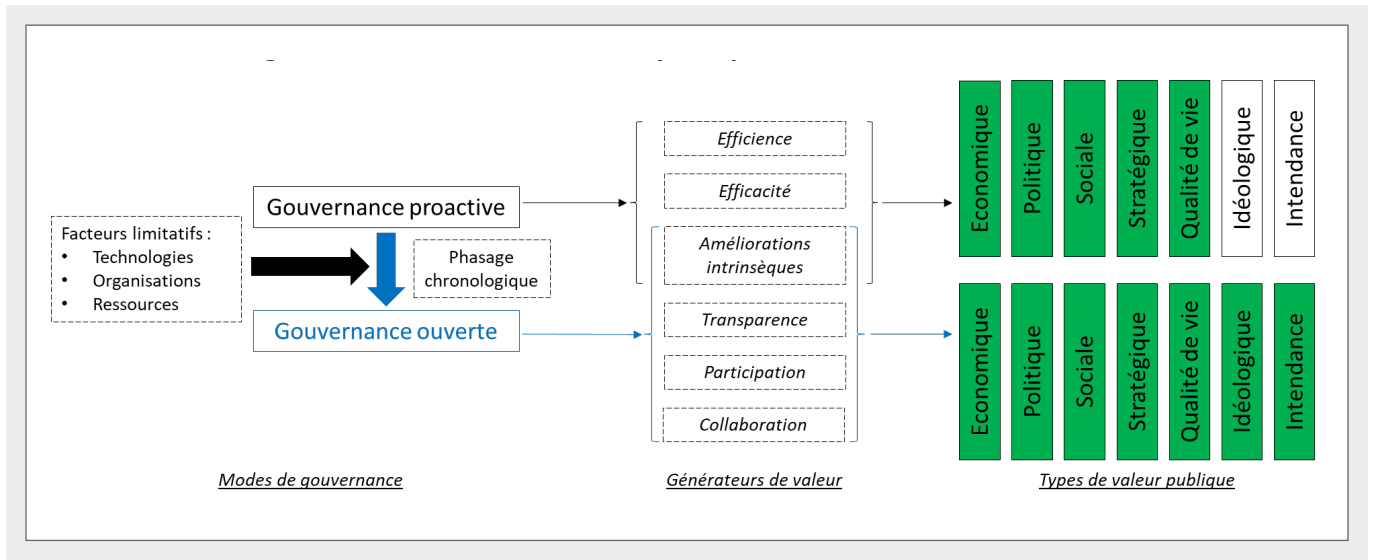 Facteurs limitatifs :
• Technologies
• Organisations
• Ressources
Gouvernance proactive
Phasage
chronologique
Gouvernance ouverte
Modes de gouvernance
Efficience
Efficacité
Améliorations
intrinsèques
Transparence
Participation
Collaboration
Générateurs de valeur
Economique
Politique
Sociale
Stratégique
Qualité de vie
Idéologique
Intendance
Economique
Politique
Sociale
Stratégique
Qualité de vie
Idéologique
Intendance
Types de valeur publique